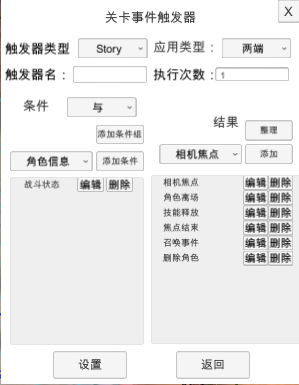 关卡事件触发器 X
触发器类型 Story 应用类型： 两端
触发器名： 执行次数： 1
条件 与
结果
添加条件组 整理
角色信息 添加条件 相机焦点 添加
战斗状态 编辑 删除
相机焦点 编辑 删除
角色离场 编辑 删除
技能释放 编辑 删除
焦点结束 编辑 删除
召唤事件 编辑 删除
删除角色 编辑 删除
设置 返回